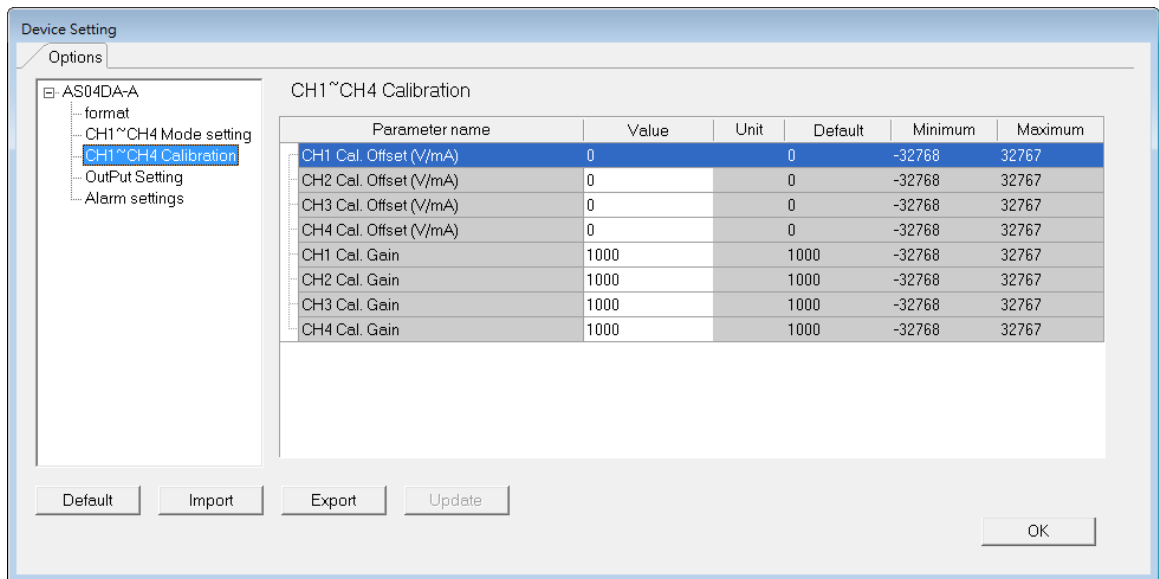 Device Setting
Options
AS04DA-A
format
CH1~CH4 Mode setting
CH1~CH4 Calibration
OutPut Setting
Alarm settings
CH1~CH4 Calibration
Parameter name Value Unit Default Minimum Maximum
CH1 Cal. Offset (V/mA) 0 0 -32768 32767
CH2 Cal. Offset (V/mA) 0 0 -32768 32767
CH3 Cal. Offset (V/mA) 0 0 -32768 32767
CH4 Cal. Offset (V/mA) 0 0 -32768 32767
CH1 Cal. Gain 1000 1000 -32768 32767
CH2 Cal. Gain 1000 1000 -32768 32767
CH3 Cal. Gain 1000 1000 -32768 32767
CH4 Cal. Gain 1000 1000 -32768 32767
Default Import Export Update
OK